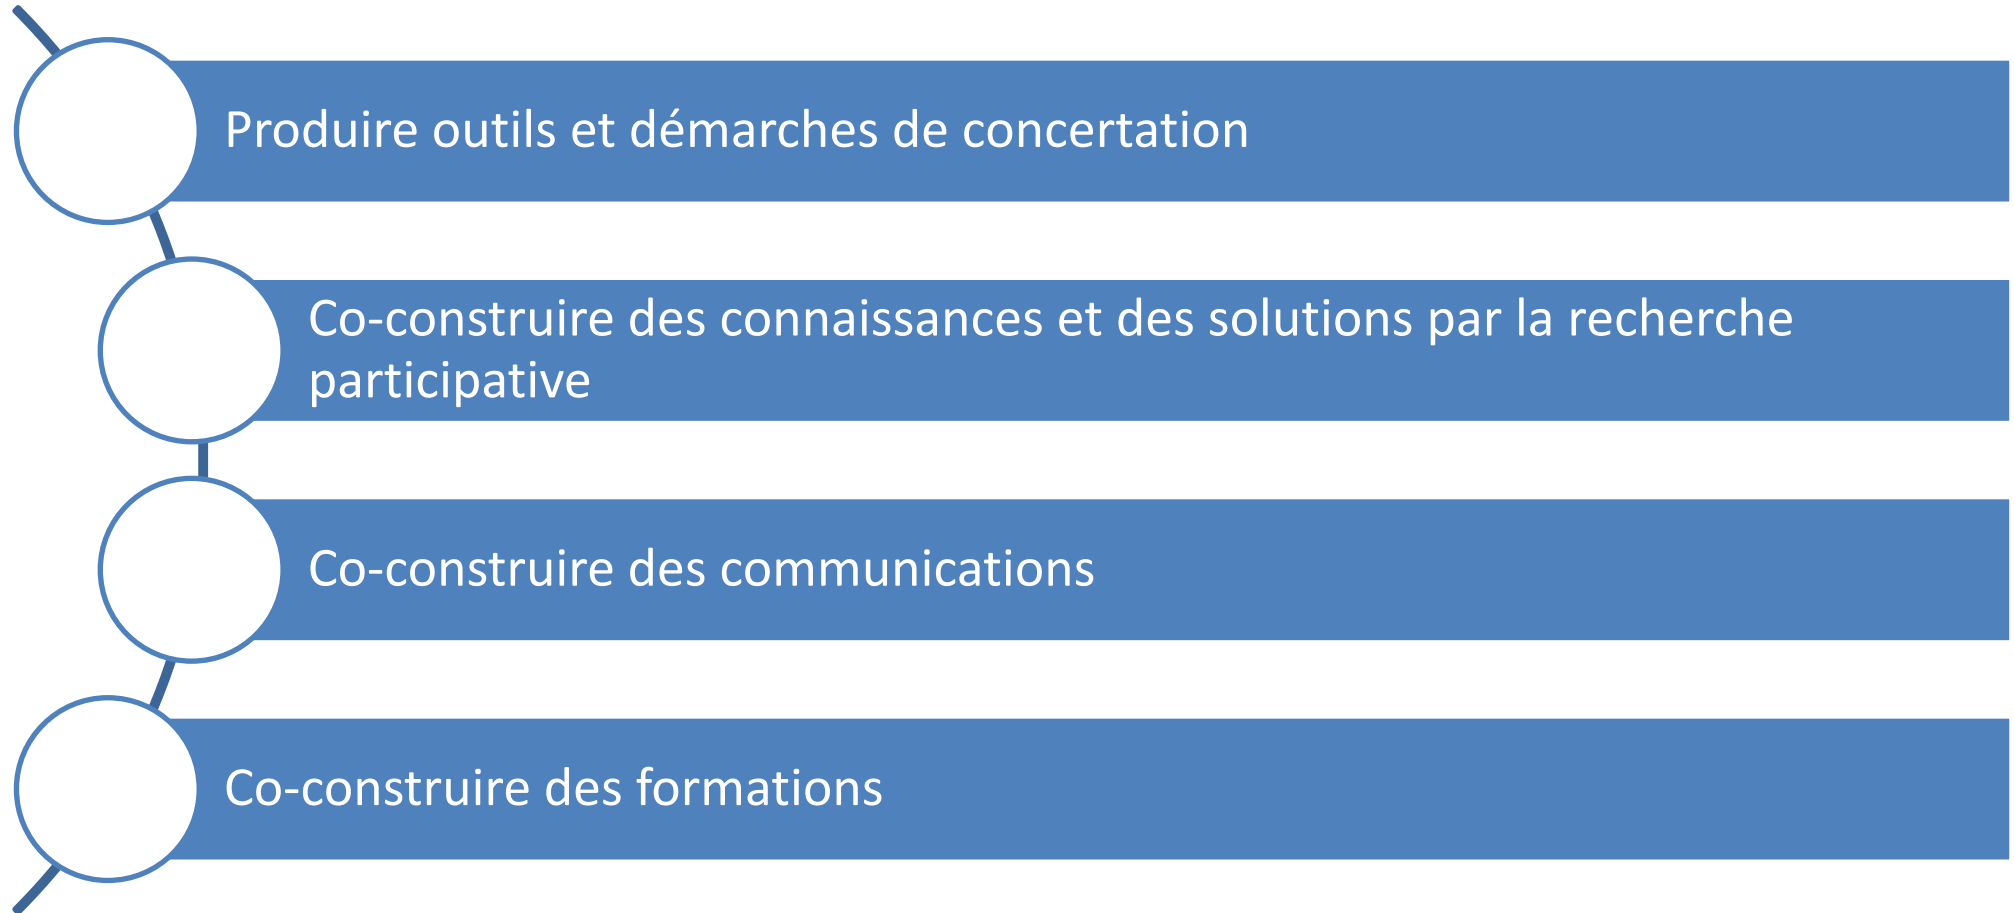 Produire outils et démarches de concertation
Co-construire des connaissances et des solutions par la recherche
participative
Co-construire des communications
Co-construire des formations